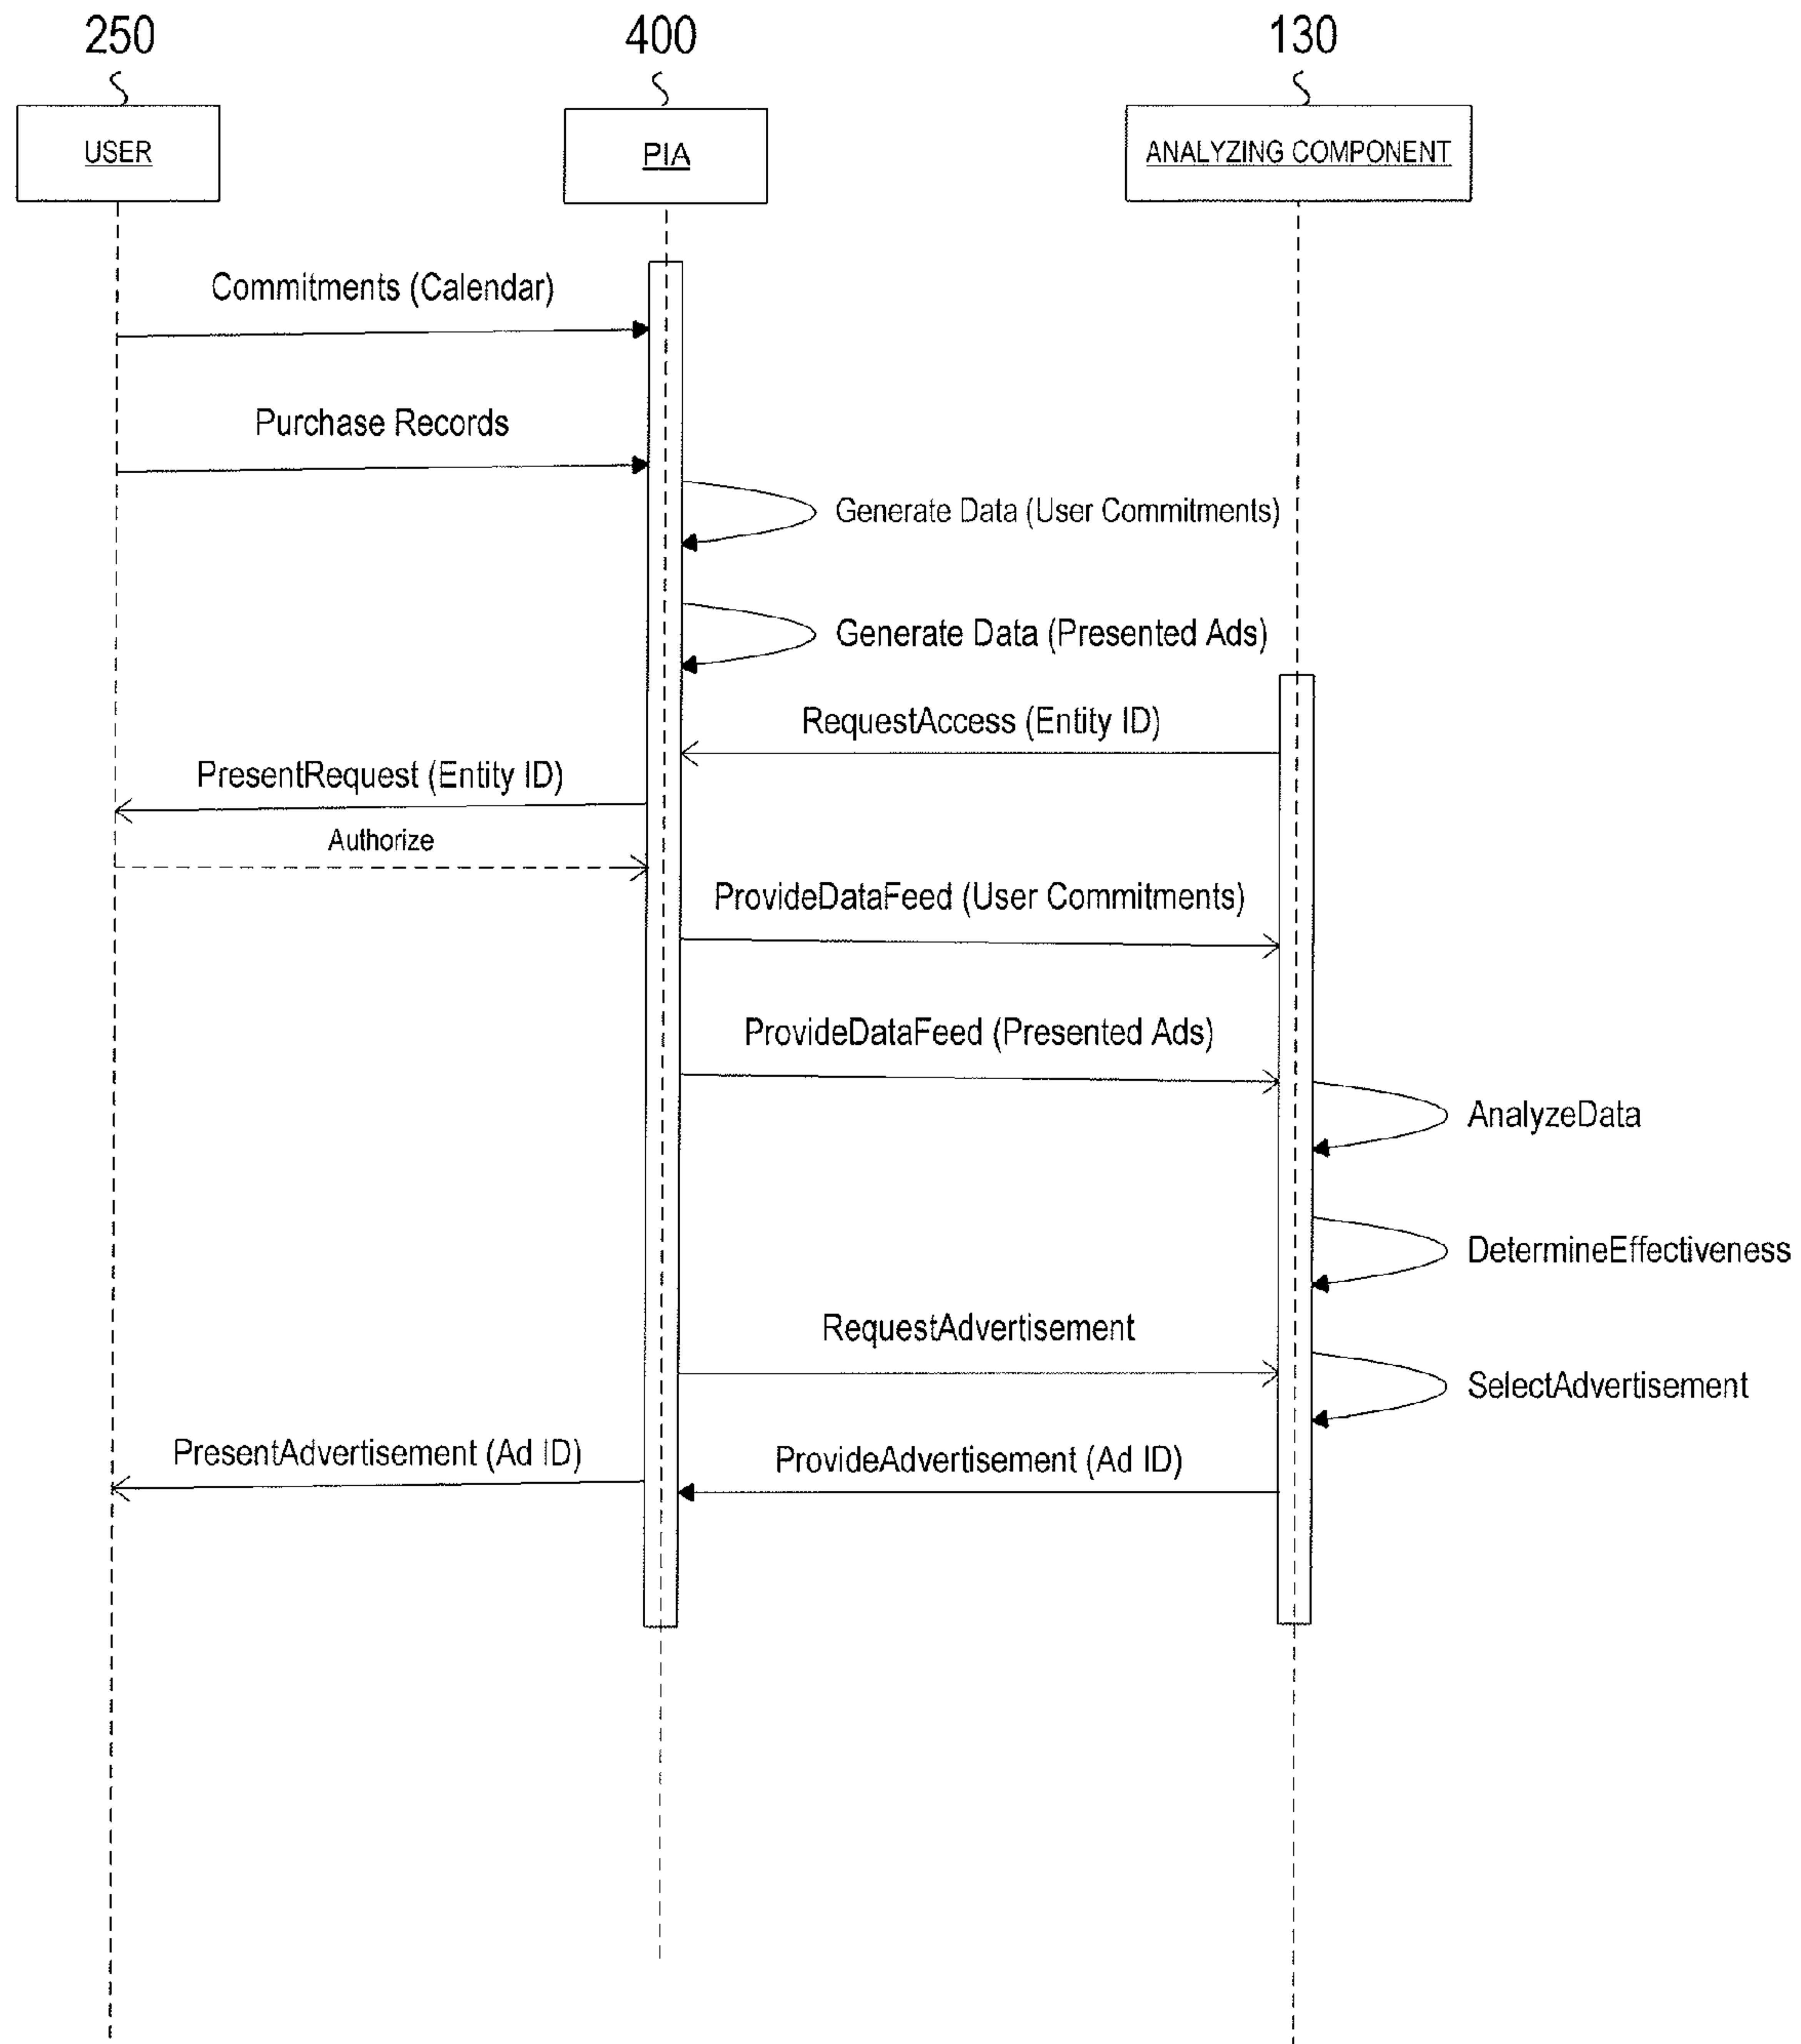 250
400
130
USER
PIA
ANALYZING COMPONENT
Commitments (Calendar)
Purchase Records
Generate Data (User Commitments)
Generate Data (Presented Ads)
RequestAccess (Entity ID)
PresentRequest (Entity ID)
Authorize
ProvideDataFeed (User Commitments)
ProvideDataFeed (Presented Ads)
AnalyzeData
DetermineEffectiveness
RequestAdvertisement
SelectAdvertisement
PresentAdvertisement (Ad ID)
ProvideAdvertisement (Ad ID)